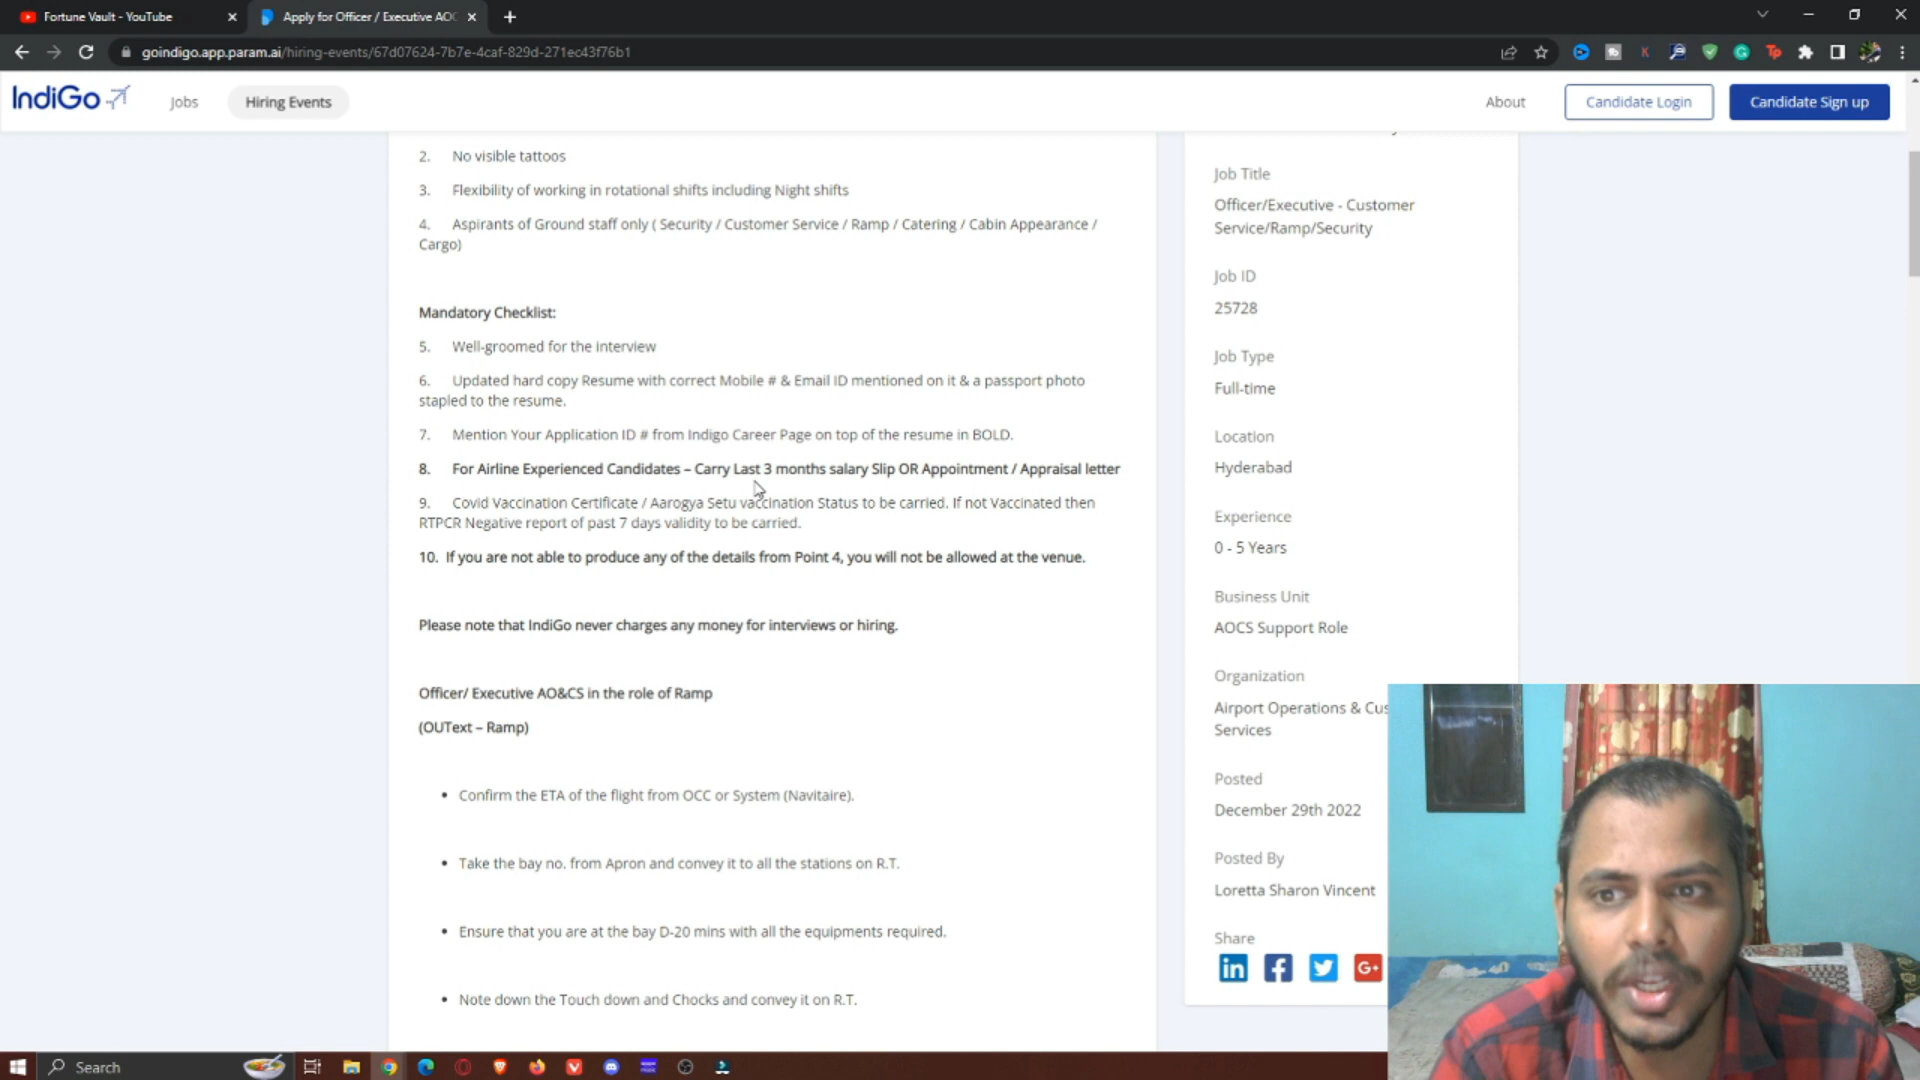 Fortune Vault - YouTube
Apply for Officer / Executive AOC
goindigo.app.param.ai/hiring-events/67d07624-7b7e-4caf-829d-271ec43f76b1
IndiGo
Jobs
Hiring Events
About
Candidate Login
Candidate Sign up
2. No visible tattoos
3. Flexibility of working in rotational shifts including Night shifts
4. Aspirants of Ground staff only ( Security / Customer Service / Ramp / Catering / Cabin Appearance /
Cargo)
Mandatory Checklist:
5. Well-groomed for the interview
6. Updated hard copy Resume with correct Mobile # & Email ID mentioned on it & a passport photo
stapled to the resume.
7. Mention Your Application ID # from Indigo Career Page on top of the resume in BOLD.
8. For Airline Experienced Candidates – Carry Last 3 months salary Slip OR Appointment / Appraisal letter
9. Covid Vaccination Certificate / Aarogya Setu vaccination Status to be carried. If not Vaccinated then
RTPCR Negative report of past 7 days validity to be carried.
10. If you are not able to produce any of the details from Point 4, you will not be allowed at the venue.
Please note that IndiGo never charges any money for interviews or hiring.
Officer/ Executive AO&CS in the role of Ramp
(OUText – Ramp)
• Confirm the ETA of the flight from OCC or System (Navitaire).
• Take the bay no. from Apron and convey it to all the stations on R.T.
• Ensure that you are at the bay D-20 mins with all the equipments required.
• Note down the Touch down and Chocks and convey it on R.T.
Job Title
Officer/Executive - Customer
Service/Ramp/Security
Job ID
25728
Job Type
Full-time
Location
Hyderabad
Experience
0 - 5 Years
Business Unit
AOCS Support Role
Organization
Airport Operations & Cus
Services
Posted
December 29th 2022
Posted By
Loretta Sharon Vincent
Share
Search